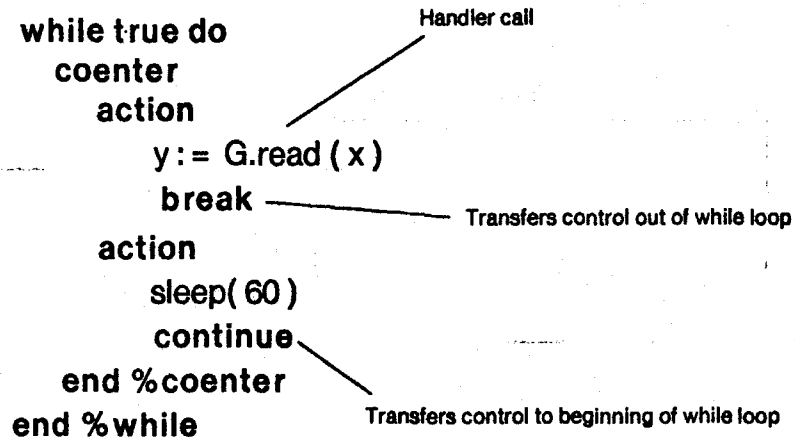 Handler call
while true do
coenter
action
y := G.read ( x )
break
Transfers control out of while loop
action
sleep( 60 )
continue
end %coenter
end %while
Transfers control to beginning of while loop